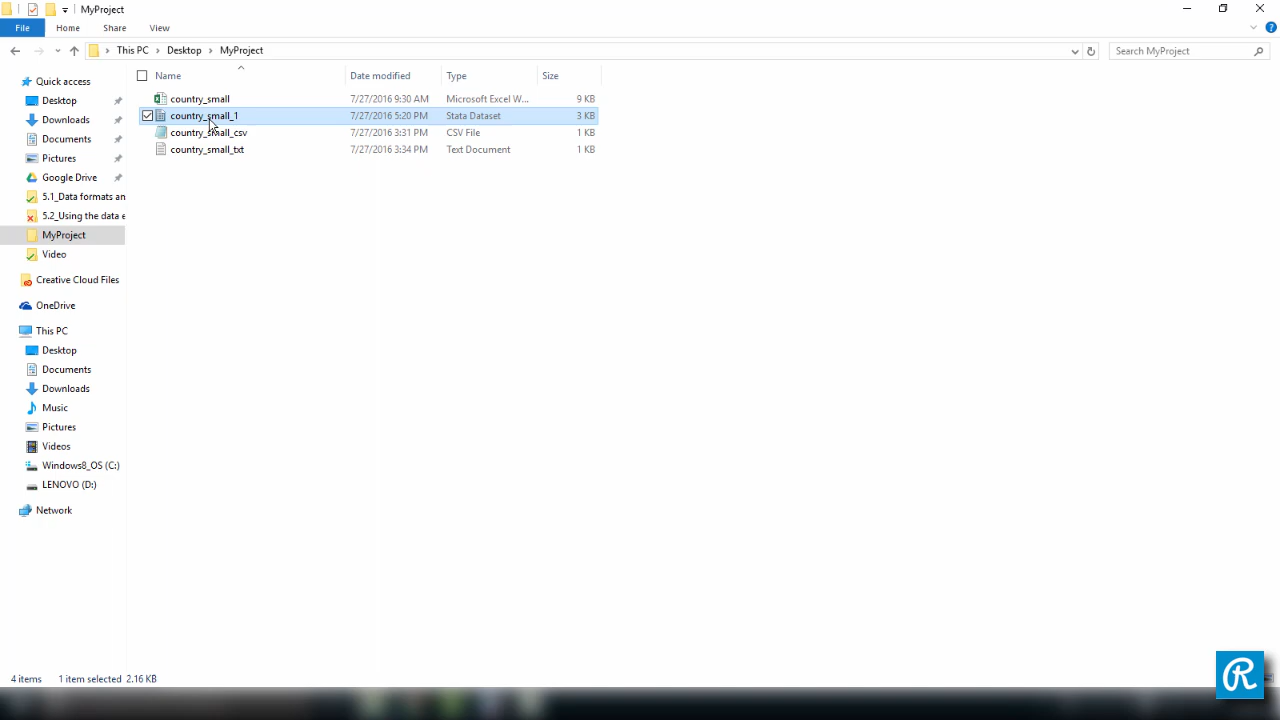 MyProject
File Home Share View
This PC Desktop MyProject
Search MyProject
Name Date modified Type Size
country_small 7/27/2016 9:30 AM Microsoft Excel W... 9 KB
country_small_1 7/27/2016 5:20 PM Stata Dataset 3 KB
country_small_csv 7/27/2016 3:31 PM CSV File 1 KB
country_small_txt 7/27/2016 3:34 PM Text Document 1 KB
Quick access
Desktop
Downloads
Documents
Pictures
Google Drive
5.1_Data formats an
5.2_Using the data e
MyProject
Video
Creative Cloud Files
OneDrive
This PC
Desktop
Documents
Downloads
Music
Pictures
Videos
Windows8_OS (C:)
LENOVO (D:)
Network
4 items 1 item selected 2.16 KB
R